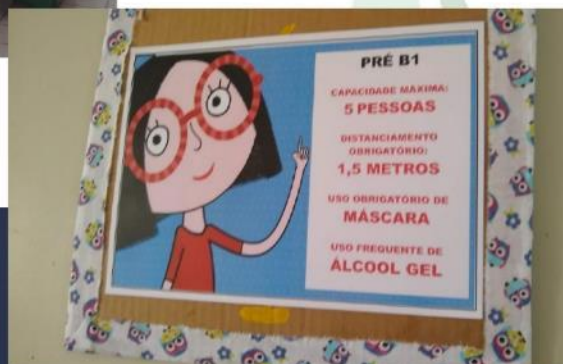 PRÉ B1
CAPACIDADE MÁXIMA:
5 PESSOAS
DISTANCIAMENTO
OBRIGATÓRIO:
1,5 METROS
USO OBRIGATÓRIO DE
MÁSCARA
USO FREQUENTE DE
ÁLCOOL GEL